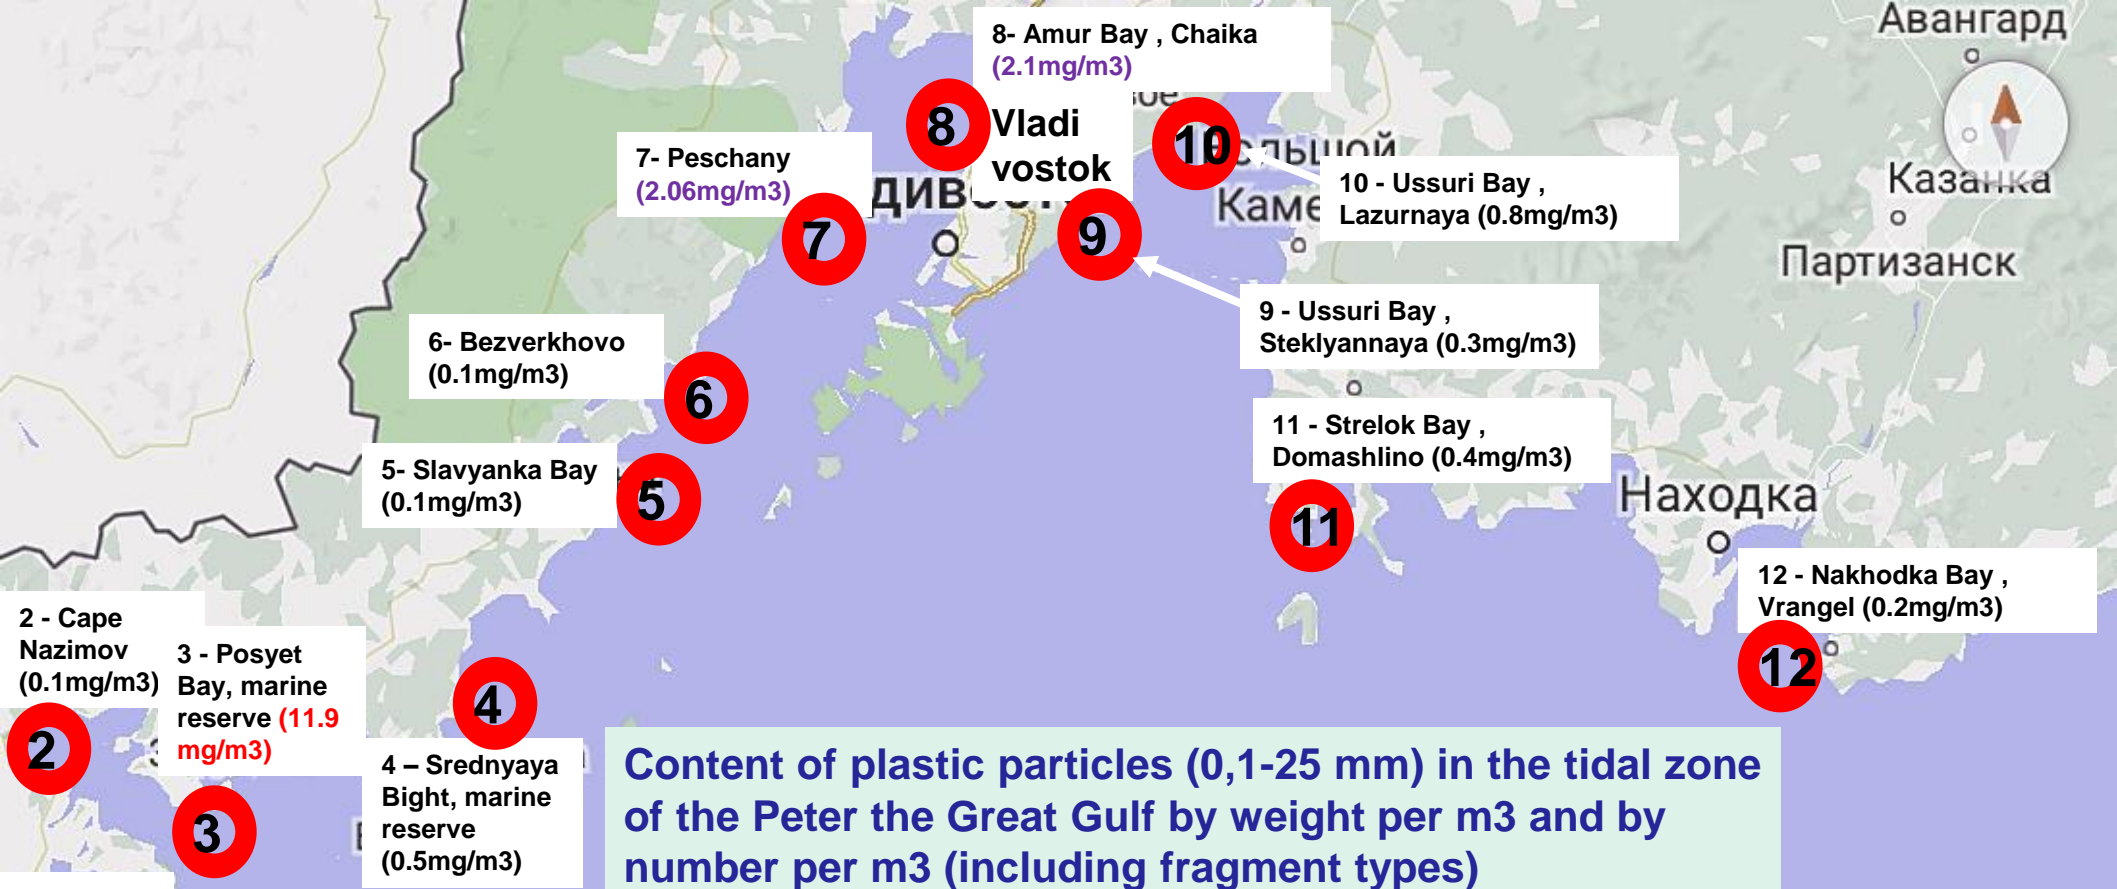 8- Amur Bay , Chaika
(2.1mg/m3)
Авангард
8
Vladi
vostok
10
7- Peschany
(2.06mg/m3)
10 - Ussuri Bay ,
Lazurnaya (0.8mg/m3)
Казанка
7
9
Партизанск
9 - Ussuri Bay ,
Steklyannaya (0.3mg/m3)
6- Bezverkhovo
(0.1mg/m3)
6
11 - Strelok Bay ,
Domashlino (0.4mg/m3)
5- Slavyanka Bay
(0.1mg/m3)
5
11
Находка
12 - Nakhodka Bay ,
Vrangel (0.2mg/m3)
12
2 - Cape
Nazimov
(0.1mg/m3)
3 - Posyet
Bay, marine
reserve (11.9
mg/m3)
2
3
4
4 – Srednyaya
Bight, marine
reserve
(0.5mg/m3)
Content of plastic particles (0,1-25 mm) in the tidal zone
of the Peter the Great Gulf by weight per m3 and by
number per m3 (including fragment types)